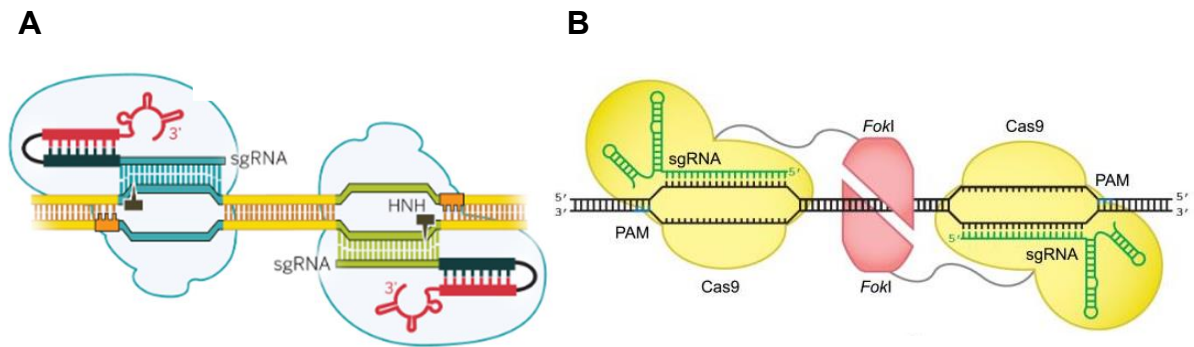 A
3'
sgRNA
HNH
sgRNA
3'
B
FokI
Cas9
sgRNA
5'
PAM
5'
3'
5'
3'
PAM
5'
sgRNA
Cas9
FokI